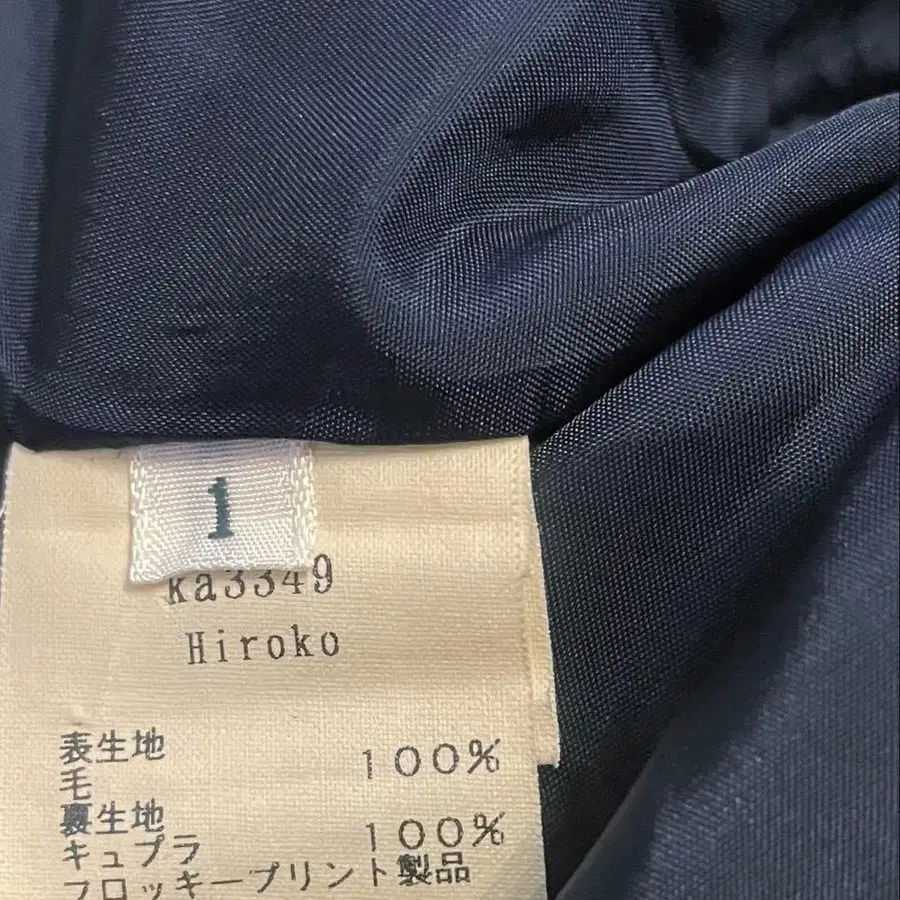 1
ka3349
Hiroko
表生地
毛 100%
裏生地
キュプラ 100%
フロッキープリント製品